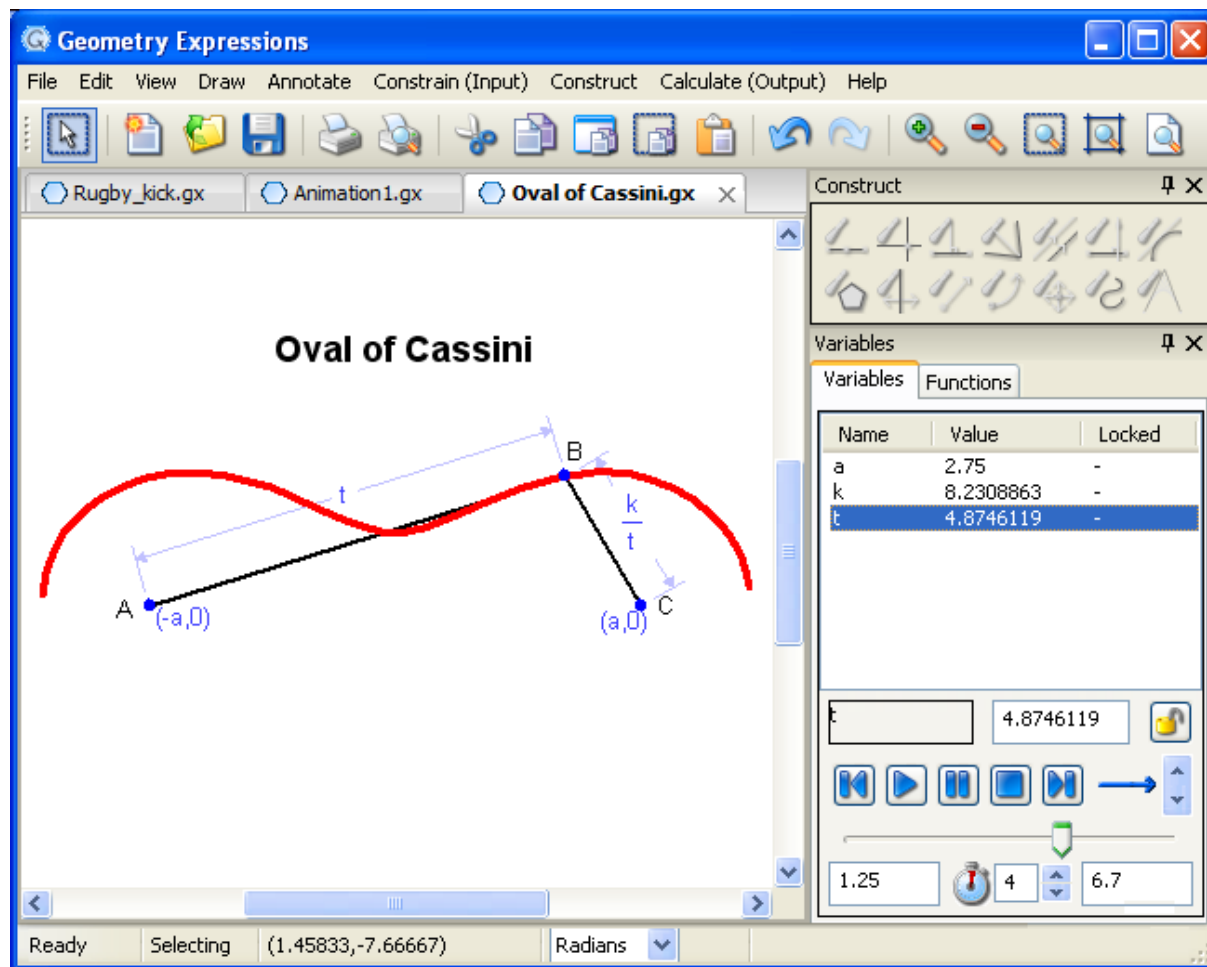 Geometry Expressions
File Edit View Draw Annotate Constrain (Input) Construct Calculate (Output) Help
Rugby_kick.gx Animation1.gx Oval of Cassini.gx
Construct
Oval of Cassini
B
t
k
t
A
(-a,0)
C
(a,0)
Variables
Variables Functions
Name Value Locked
a 2.75 -
k 8.2308863 -
t 4.8746119 -
t 4.8746119
1.25 4 6.7
Ready Selecting (1.45833,-7.66667) Radians